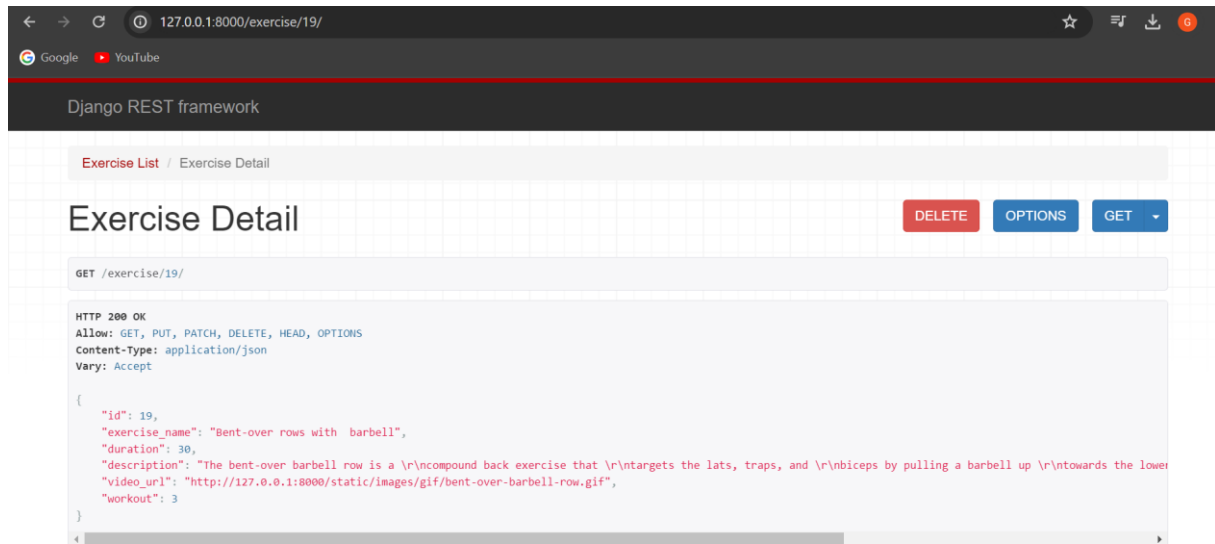 127.0.0.1:8000/exercise/19/
G
Google YouTube
Django REST framework
Exercise List / Exercise Detail
Exercise Detail
DELETE OPTIONS GET
GET /exercise/19/
HTTP 200 OK
Allow: GET, PUT, PATCH, DELETE, HEAD, OPTIONS
Content-Type: application/json
Vary: Accept
{
"id": 19,
"exercise_name": "Bent-over rows with  barbell",
"duration": 30,
"description": "The bent-over barbell row is a \r\ncompound back exercise that \r\ntargets the lats, traps, and \r\nbiceps by pulling a barbell up \r\ntowards the lower
"video_url": "http://127.0.0.1:8000/static/images/gif/bent-over-barbell-row.gif",
"workout": 3
}